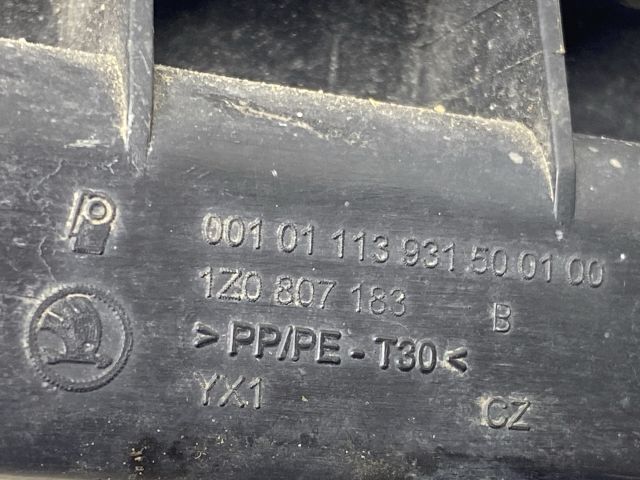 001 01 113 931 50 01 00
1Z0 807 183 B
>PP/PE-T30<
YX1 CZ